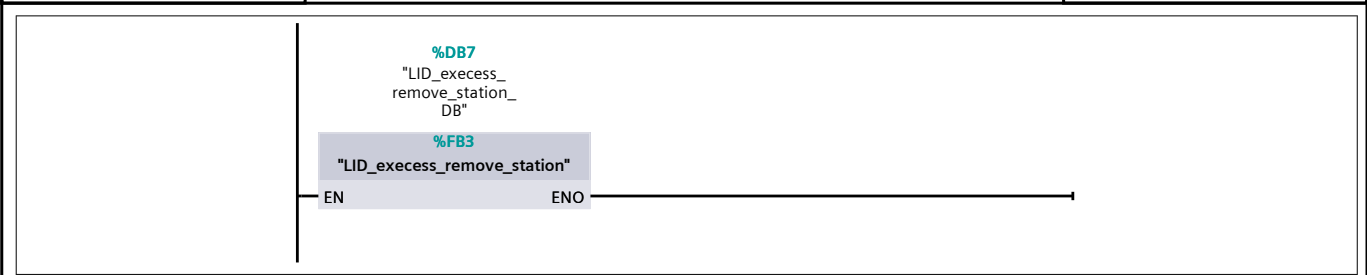 %DB7
"LID_execess_
remove_station_
DB"
%FB3
"LID_execess_remove_station"
EN ENO